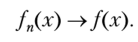 fₙ(x) → f(x).